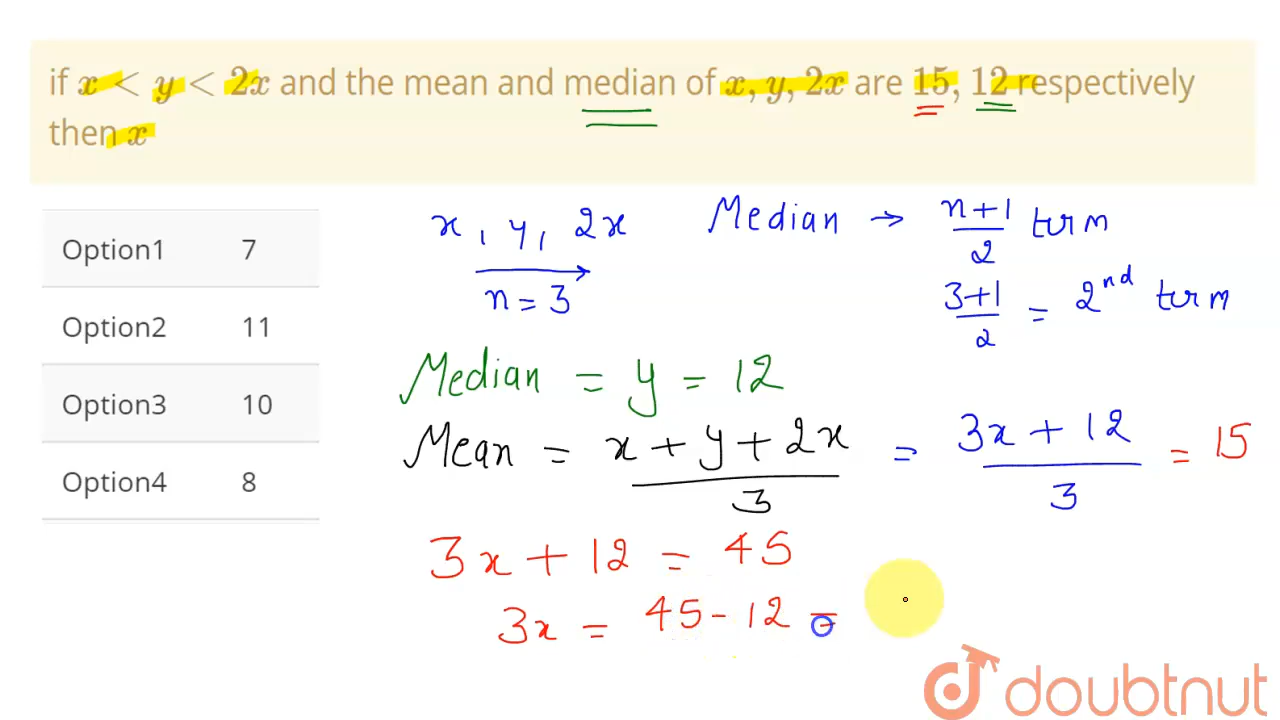 if x < y < 2x and the mean and median of x, y, 2x are 15, 12 respectively
then x
Option1 7
Option2 11
Option3 10
Option4 8
x, y, 2x
n = 3
Median → n+1/2 term
3+1/2 = 2nd term
Median = y = 12
Mean = x + y + 2x/3 = 3x + 12/3 = 15
3x + 12 = 45
3x = 45 - 12 =
doubtnut